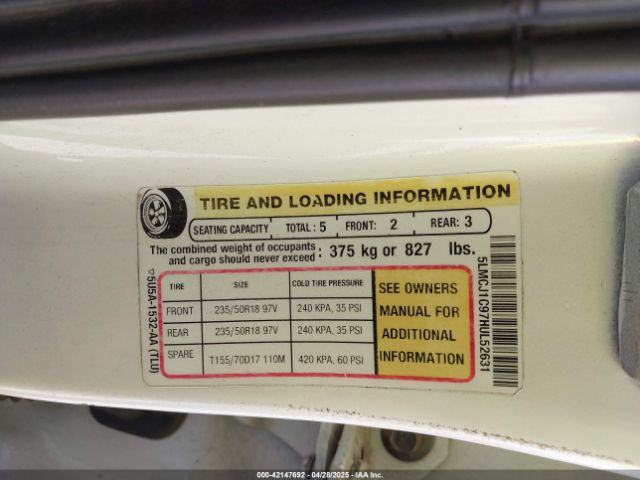 TIRE AND LOADING INFORMATION
SEATING CAPACITY TOTAL : 5 FRONT: 2 REAR: 3
The combined weight of occupants and cargo should never exceed : 375 kg or 827 lbs.
TIRE SIZE COLD TIRE PRESSURE
FRONT 235/50R18 97V 240 KPA, 35 PSI
REAR 235/50R18 97V 240 KPA, 35 PSI
SPARE T155/70D17 110M 420 KPA, 60 PSI
SEE OWNERS
MANUAL FOR
ADDITIONAL
INFORMATION
5U5A-1532-AA (TLU)
5LMCJ1C97HUL52631
000-42147692 - 04/28/2025 - IAAI.com